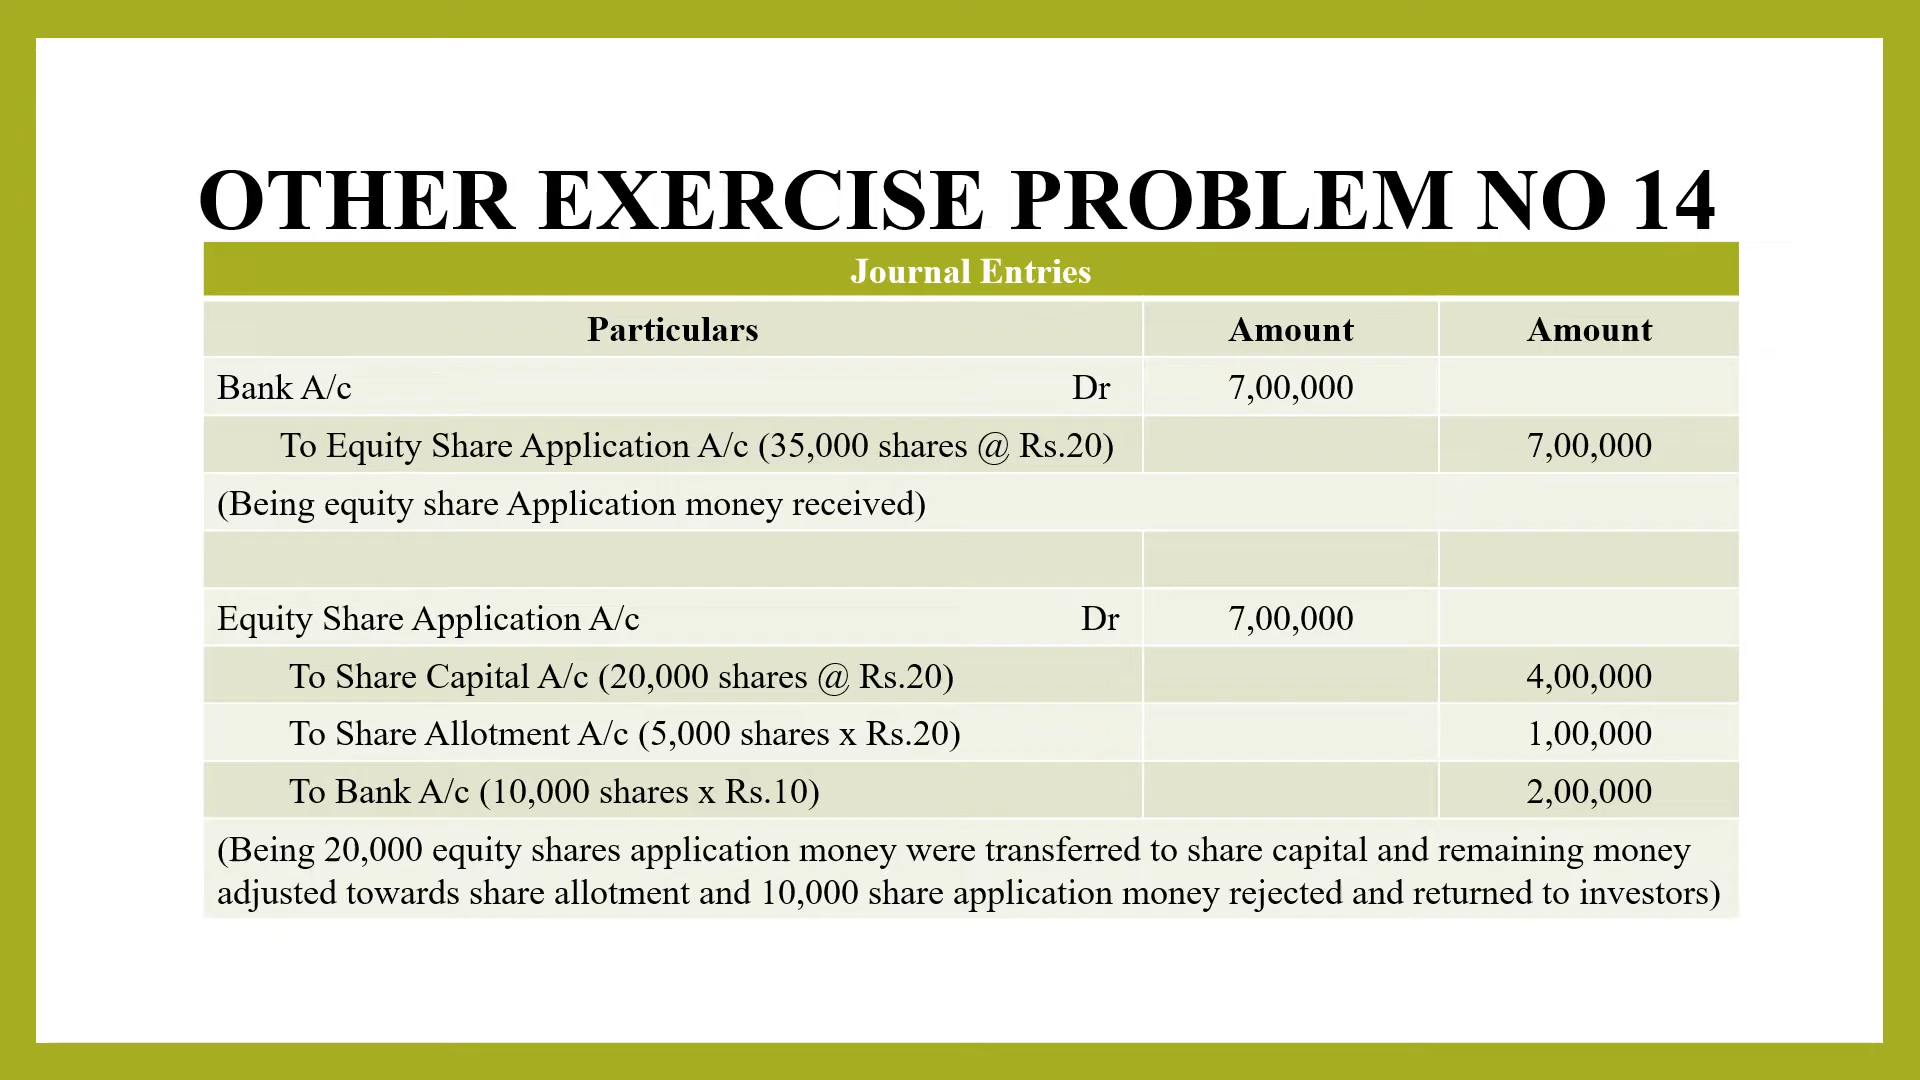 OTHER EXERCISE PROBLEM NO 14
Journal Entries
Particulars Amount Amount
Bank A/c Dr 7,00,000
To Equity Share Application A/c (35,000 shares @ Rs.20) 7,00,000
(Being equity share Application money received)
Equity Share Application A/c Dr 7,00,000
To Share Capital A/c (20,000 shares @ Rs.20) 4,00,000
To Share Allotment A/c (5,000 shares x Rs.20) 1,00,000
To Bank A/c (10,000 shares x Rs.10) 2,00,000
(Being 20,000 equity shares application money were transferred to share capital and remaining money
adjusted towards share allotment and 10,000 share application money rejected and returned to investors)